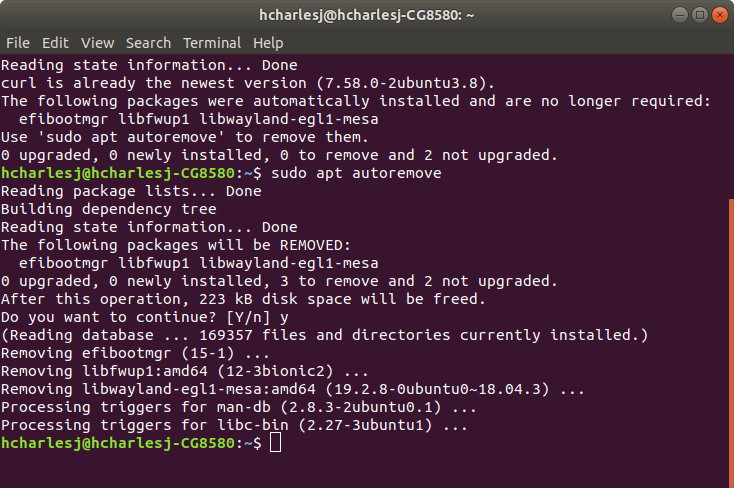 hcharlesj@hcharlesj-CG8580: ~
File Edit View Search Terminal Help
Reading state information... Done
curl is already the newest version (7.58.0-2ubuntu3.8).
The following packages were automatically installed and are no longer required:
  efibootmgr libfwup1 libwayland-egl1-mesa
Use 'sudo apt autoremove' to remove them.
0 upgraded, 0 newly installed, 0 to remove and 2 not upgraded.
hcharlesj@hcharlesj-CG8580:~$ sudo apt autoremove
Reading package lists... Done
Building dependency tree
Reading state information... Done
The following packages will be REMOVED:
  efibootmgr libfwup1 libwayland-egl1-mesa
0 upgraded, 0 newly installed, 3 to remove and 2 not upgraded.
After this operation, 223 kB disk space will be freed.
Do you want to continue? [Y/n] y
(Reading database ... 169357 files and directories currently installed.)
Removing efibootmgr (15-1) ...
Removing libfwup1:amd64 (12-3bionic2) ...
Removing libwayland-egl1-mesa:amd64 (19.2.8-0ubuntu0~18.04.3) ...
Processing triggers for man-db (2.8.3-2ubuntu0.1) ...
Processing triggers for libc-bin (2.27-3ubuntu1) ...
hcharlesj@hcharlesj-CG8580:~$